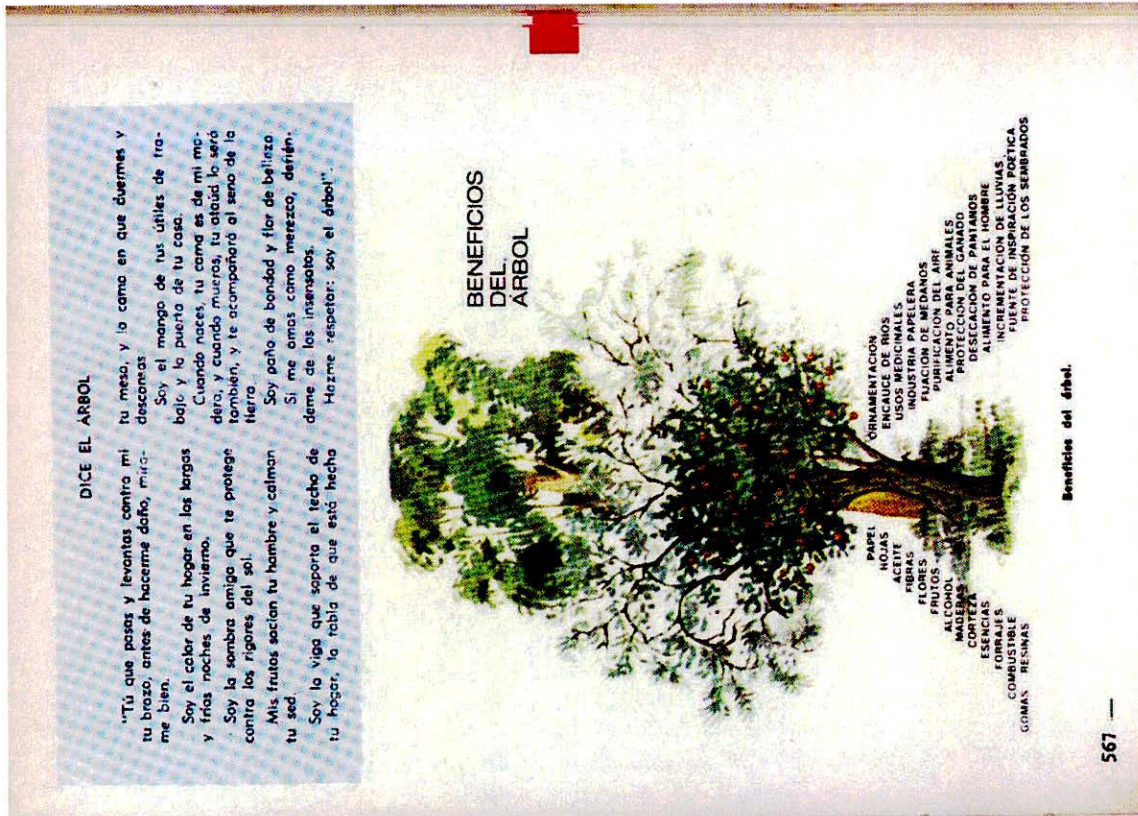 DICE EL ÁRBOL
"Tú que pasas y levantas contra mi
tu brazo, antes de hacerme daño, míra-
me bien.
Soy el calor de tu hogar en las largas
y frías noches de invierno.
Soy la sombra amiga que te protege
contra los rigores del sol.
Mis frutos sacian tu hambre y calman
tu sed.
Soy la viga que soporta el techo de
tu hogar, la tabla de que está hecha
tu mesa, y la cama en que duermes y
descansas
Soy el mango de tus útiles de tra-
bajo y la puerta de tu casa.
Cuando naces, tu cama es de mi ma-
dera, y cuando mueras, tu ataúd lo será
también, y te acompañará al seno de la
tierra
Soy paño de bondad y flor de belleza.
Si me amas como merezco, defién-
deme de los insensatos.
Hazme respetar: soy el árbol".
BENEFICIOS
DEL
ÁRBOL
PAPEL
HOJAS
ACEITE
FIBRAS
FLORES
FRUTOS
ALCOHOL
MADERAS
CORTEZA
ESENCIAS
FORRAJES
COMBUSTIBLE
GOMAS RESINAS
ORNAMENTACION
ENCAUCE DE RIOS
USOS MEDICINALES
INDUSTRIA PAPELERA
FIJACION DE MEDANOS
PURIFICACION DEL AIRE
ALIMENTO PARA ANIMALES
PROTECCION DEL GANADO
DESECACION DE PANTANOS
ALIMENTO PARA EL HOMBRE
INCREMENTACION DE LLUVIAS
FUENTE DE INSPIRACIÓN POÉTICA
PROTECCIÓN DE LOS SEMBRADOS
Beneficios del árbol.
567 —